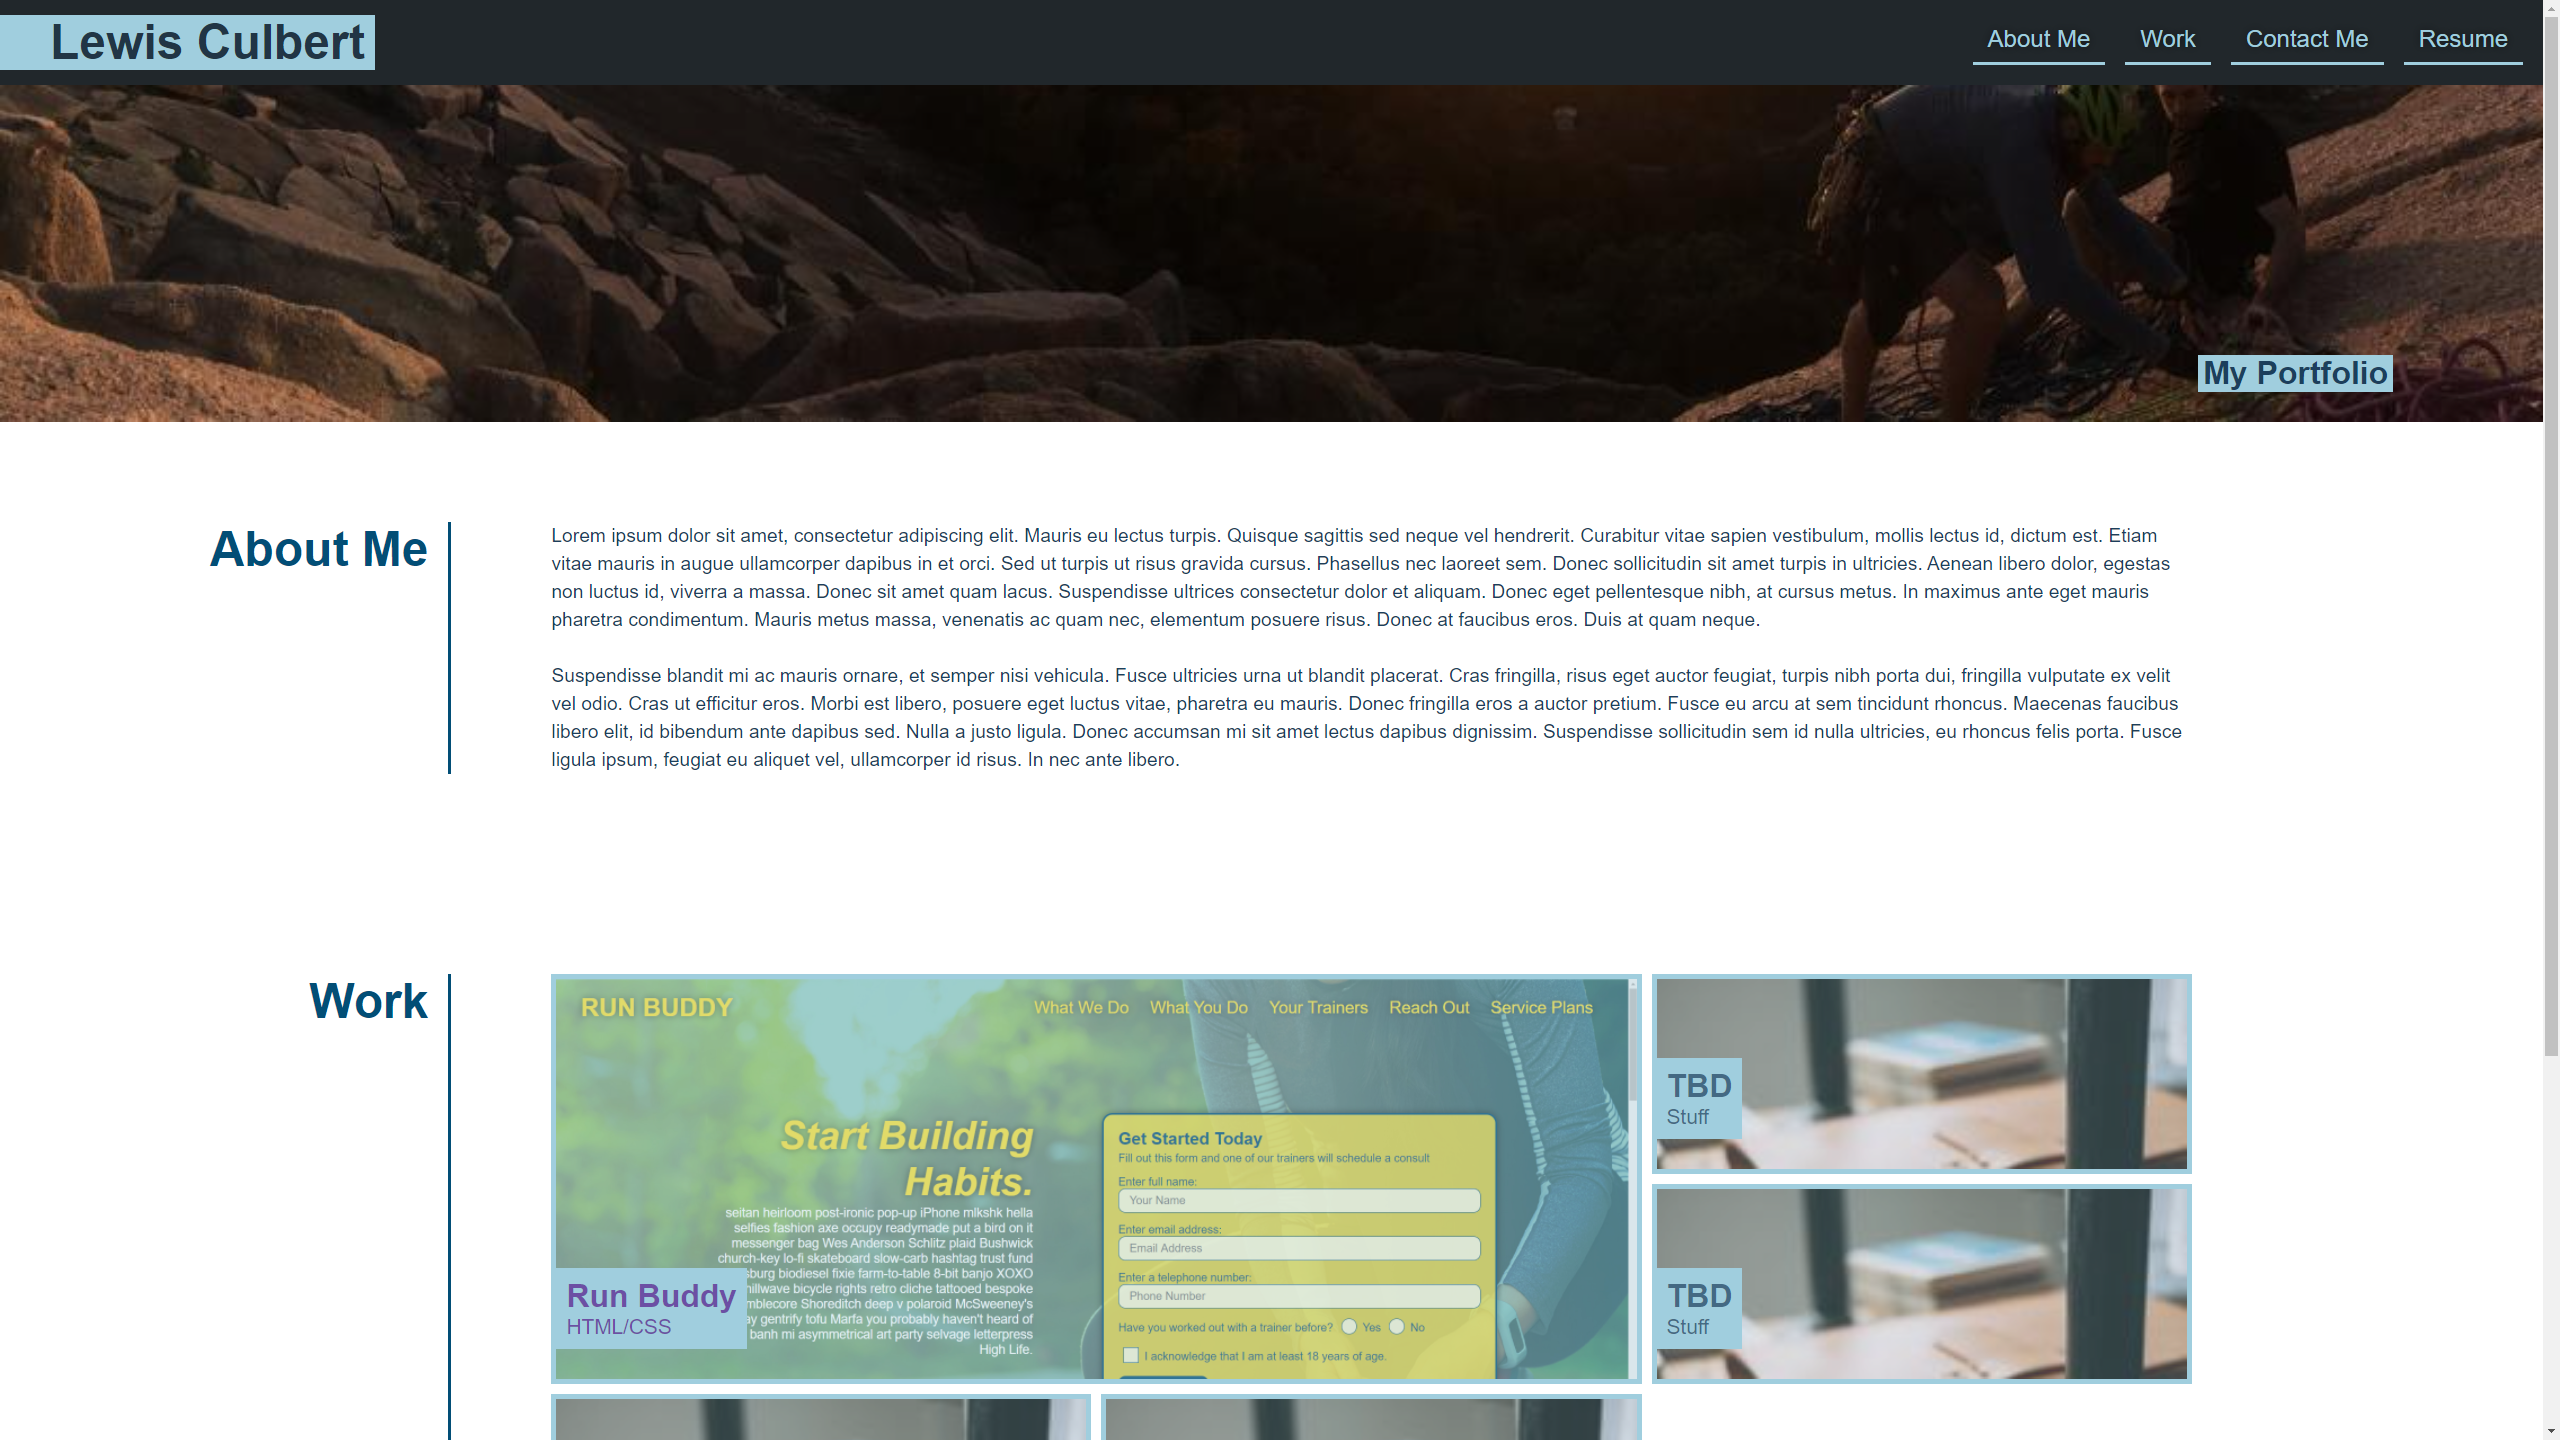 Lewis Culbert
About Me
Work
Contact Me
Resume
My Portfolio
About Me
Lorem ipsum dolor sit amet, consectetur adipiscing elit. Mauris eu lectus turpis. Quisque sagittis sed neque vel hendrerit. Curabitur vitae sapien vestibulum, mollis lectus id, dictum est. Etiam
vitae mauris in augue ullamcorper dapibus in et orci. Sed ut turpis ut risus gravida cursus. Phasellus nec laoreet sem. Donec sollicitudin sit amet turpis in ultricies. Aenean libero dolor, egestas
non luctus id, viverra a massa. Donec sit amet quam lacus. Suspendisse ultrices consectetur dolor et aliquam. Donec eget pellentesque nibh, at cursus metus. In maximus ante eget mauris
pharetra condimentum. Mauris metus massa, venenatis ac quam nec, elementum posuere risus. Donec at faucibus eros. Duis at quam neque.
Suspendisse blandit mi ac mauris ornare, et semper nisi vehicula. Fusce ultricies urna ut blandit placerat. Cras fringilla, risus eget auctor feugiat, turpis nibh porta dui, fringilla vulputate ex velit
vel odio. Cras ut efficitur eros. Morbi est libero, posuere eget luctus vitae, pharetra eu mauris. Donec fringilla eros a auctor pretium. Fusce eu arcu at sem tincidunt rhoncus. Maecenas faucibus
libero elit, id bibendum ante dapibus sed. Nulla a justo ligula. Donec accumsan mi sit amet lectus dapibus dignissim. Suspendisse sollicitudin sem id nulla ultricies, eu rhoncus felis porta. Fusce
ligula ipsum, feugiat eu aliquet vel, ullamcorper id risus. In nec ante libero.
Work
RUN BUDDY
What We Do
What You Do
Your Trainers
Reach Out
Service Plans
Start Building
Habits.
seitan heirloom post-ironic pop-up iPhone mlkshk hella
selfies fashion axe occupy readymade put a bird on it
messenger bag Wes Anderson Schlitz plaid Bushwick
church-key lo-fi skateboard slow-carb hashtag trust fund
biodiesel fixie farm-to-table 8-bit banjo XOXO
bicycle rights retro cliche tattooed bespoke
Shoreditch deep v polaroid McSweeney's
gentrify tofu Marfa you probably haven't heard of
banh mi asymmetrical art party selvage letterpress
High Life.
Get Started Today
Fill out this form and one of our trainers will schedule a consult
Enter full name:
Your Name
Enter email address:
Email Address
Enter a telephone number:
Phone Number
Have you worked out with a trainer before? Yes No
I acknowledge that I am at least 18 years of age.
Run Buddy
HTML/CSS
TBD
Stuff
TBD
Stuff